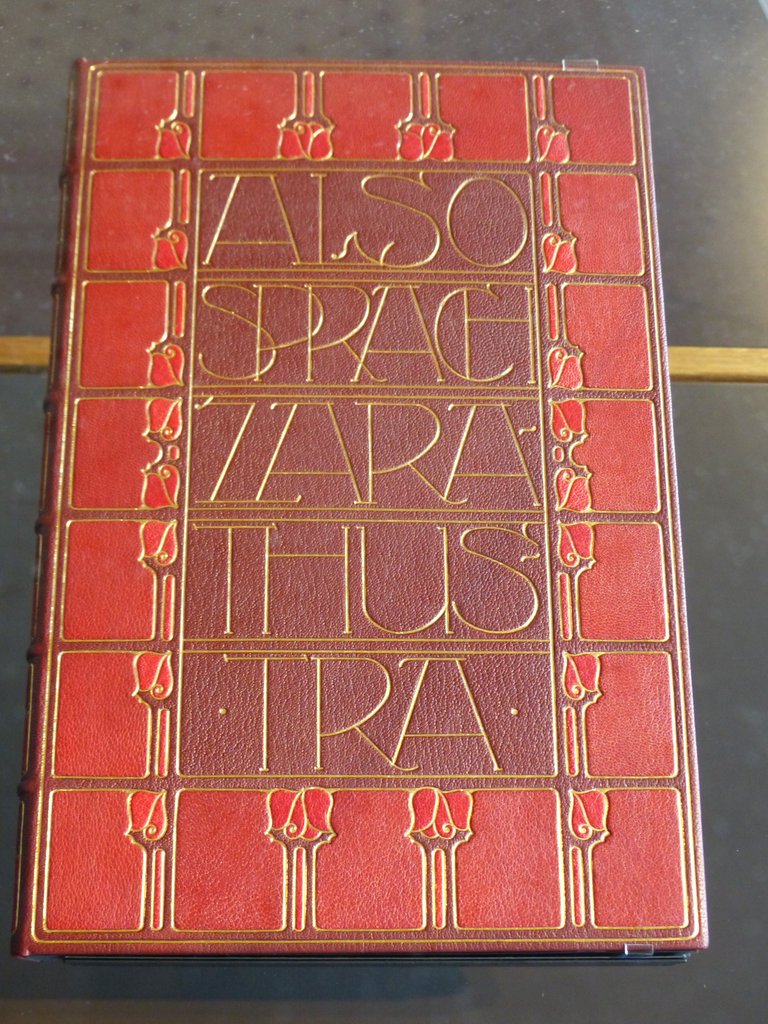 ALSO
SPRACH
ZARA
THUS
·TRA·